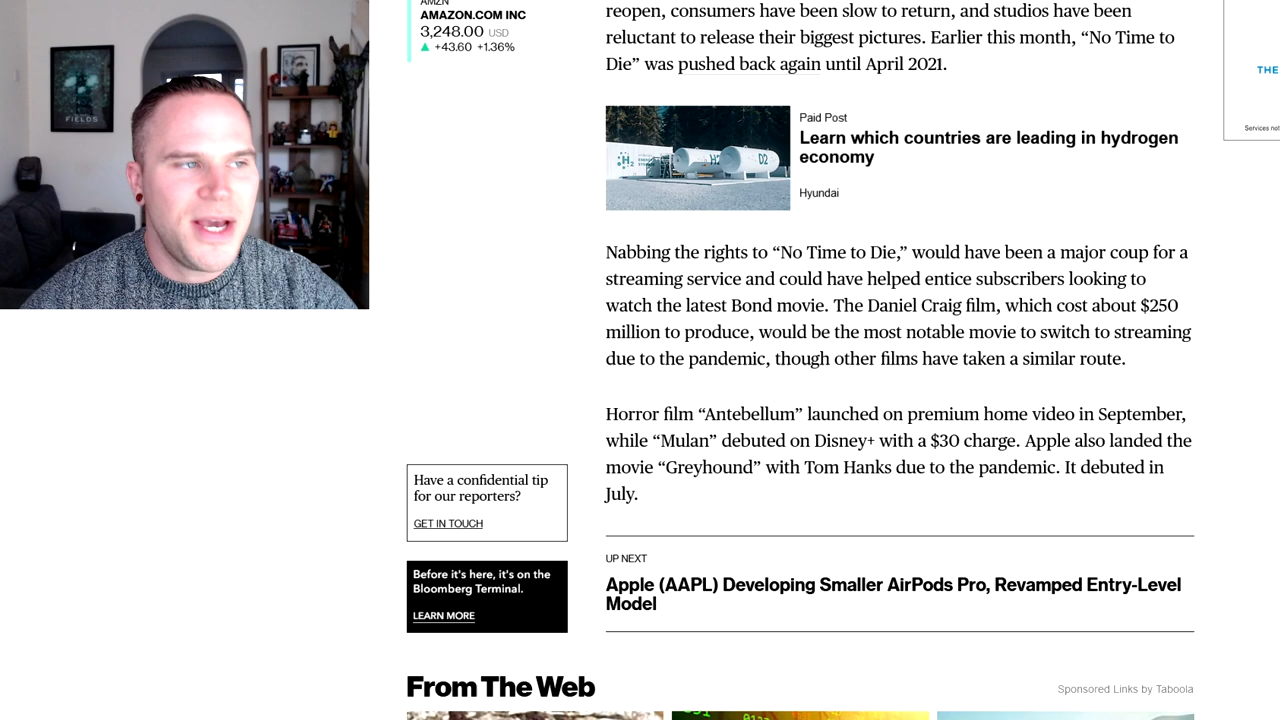 AMZN
AMAZON.COM INC
3,248.00 USD
+43.60 +1.36%
FIELDS
reopen, consumers have been slow to return, and studios have been
reluctant to release their biggest pictures. Earlier this month, “No Time to
Die” was pushed back again until April 2021.
THE
Services not
Paid Post
Learn which countries are leading in hydrogen
economy
Hyundai
H2
H2
D2
Nabbing the rights to “No Time to Die,” would have been a major coup for a
streaming service and could have helped entice subscribers looking to
watch the latest Bond movie. The Daniel Craig film, which cost about $250
million to produce, would be the most notable movie to switch to streaming
due to the pandemic, though other films have taken a similar route.
Horror film “Antebellum” launched on premium home video in September,
while “Mulan” debuted on Disney+ with a $30 charge. Apple also landed the
movie “Greyhound” with Tom Hanks due to the pandemic. It debuted in
July.
Have a confidential tip
for our reporters?
GET IN TOUCH
Before it's here, it's on the
Bloomberg Terminal.
LEARN MORE
UP NEXT
Apple (AAPL) Developing Smaller AirPods Pro, Revamped Entry-Level
Model
From The Web
Sponsored Links by Taboola